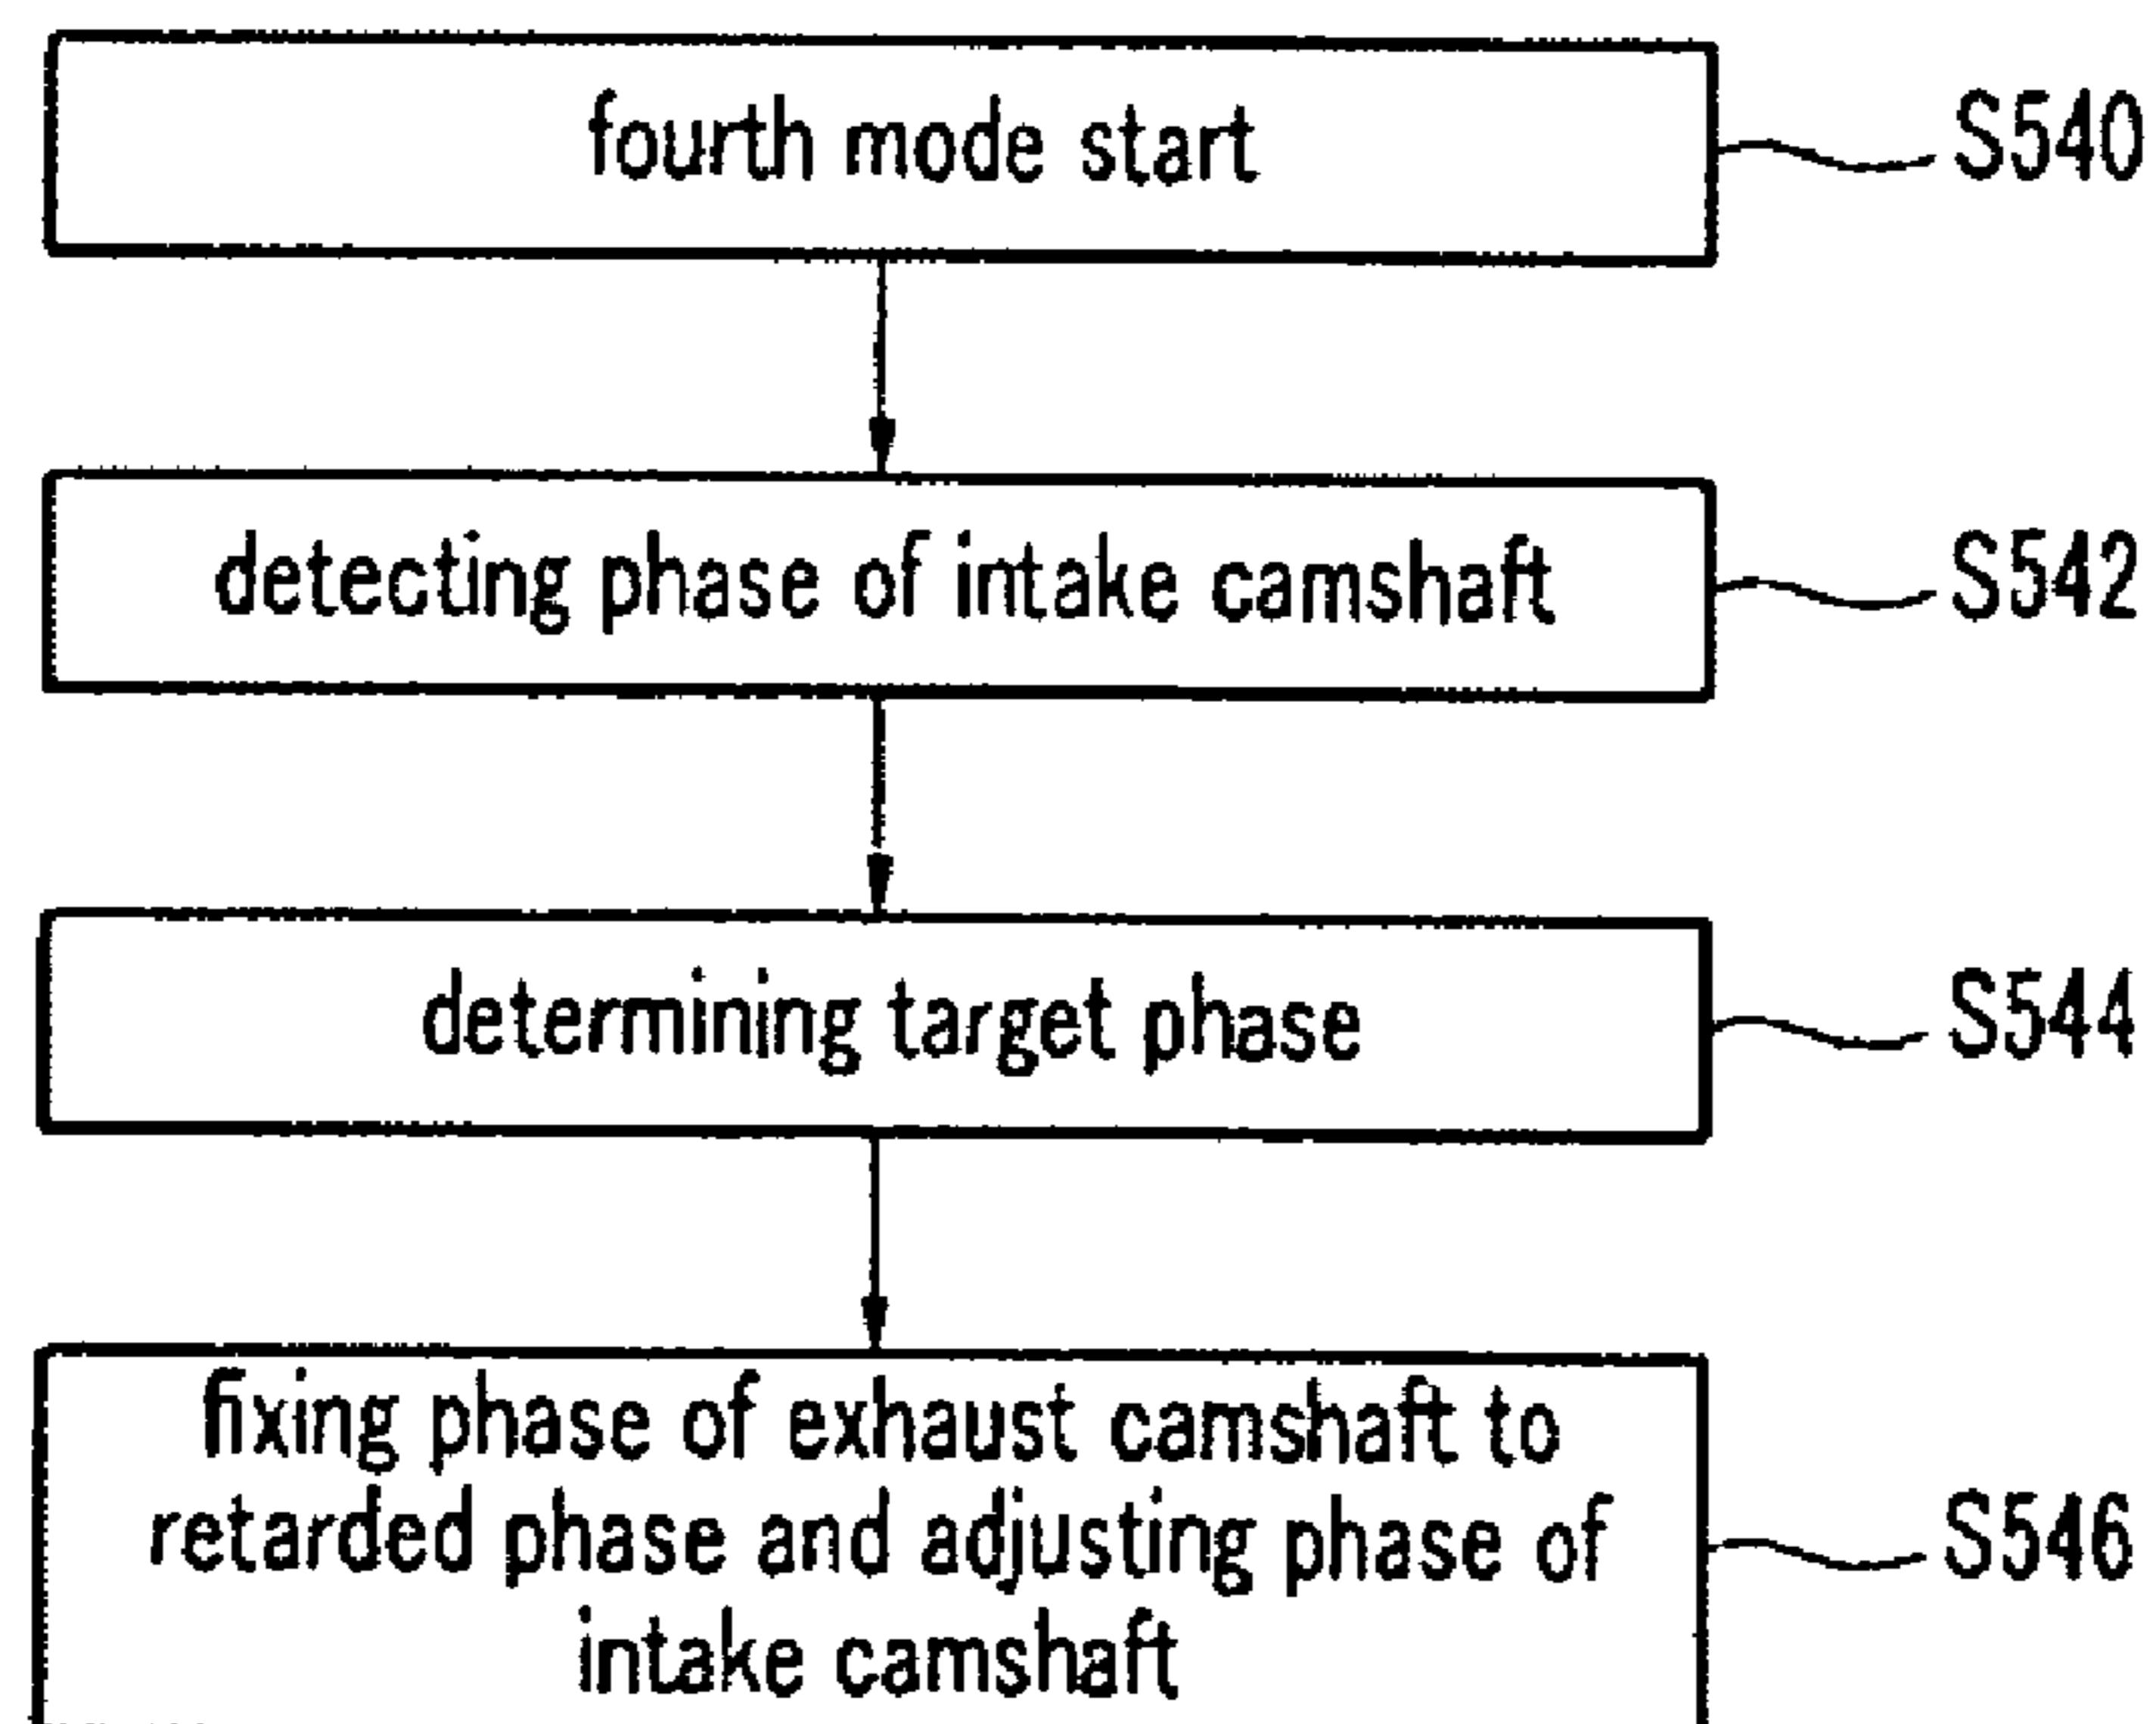 fourth mode start
S540
detecting phase of intake camshaft
S542
determining target phase
S544
fixing phase of exhaust camshaft to
retarded phase and adjusting phase of
intake camshaft
S546